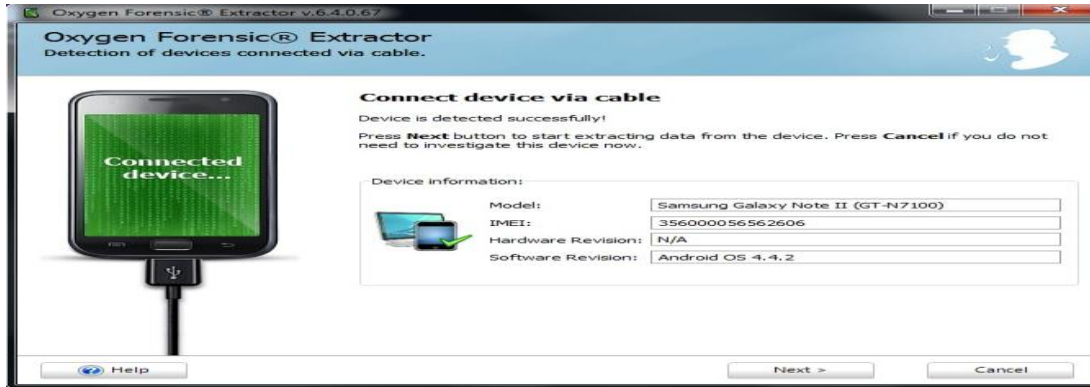 Oxygen Forensic® Extractor v.6.4.0.67
Oxygen Forensic® Extractor
Detection of devices connected via cable.
Connected
device...
Connect device via cable
Device is detected successfully!
Press Next button to start extracting data from the device. Press Cancel if you do not
need to investigate this device now.
Device information:
Model: Samsung Galaxy Note II (GT-N7100)
IMEI: 356000056562606
Hardware Revision: N/A
Software Revision: Android OS 4.4.2
Help
Next >
Cancel